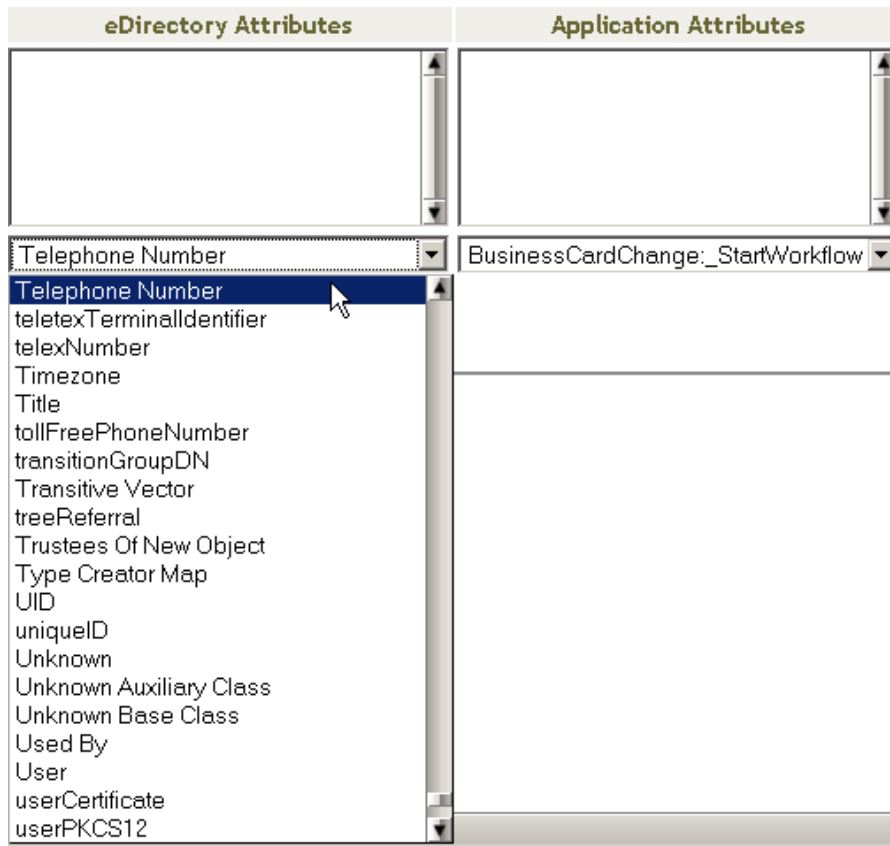 eDirectory Attributes
Application Attributes
Telephone Number
BusinessCardChange:_StartWorkflow
Telephone Number
teletexTerminalIdentifier
telexNumber
Timezone
Title
tollFreePhoneNumber
transitionGroupDN
Transitive Vector
treeReferral
Trustees Of New Object
Type Creator Map
UID
uniqueID
Unknown
Unknown Auxiliary Class
Unknown Base Class
Used By
User
userCertificate
userPKCS12